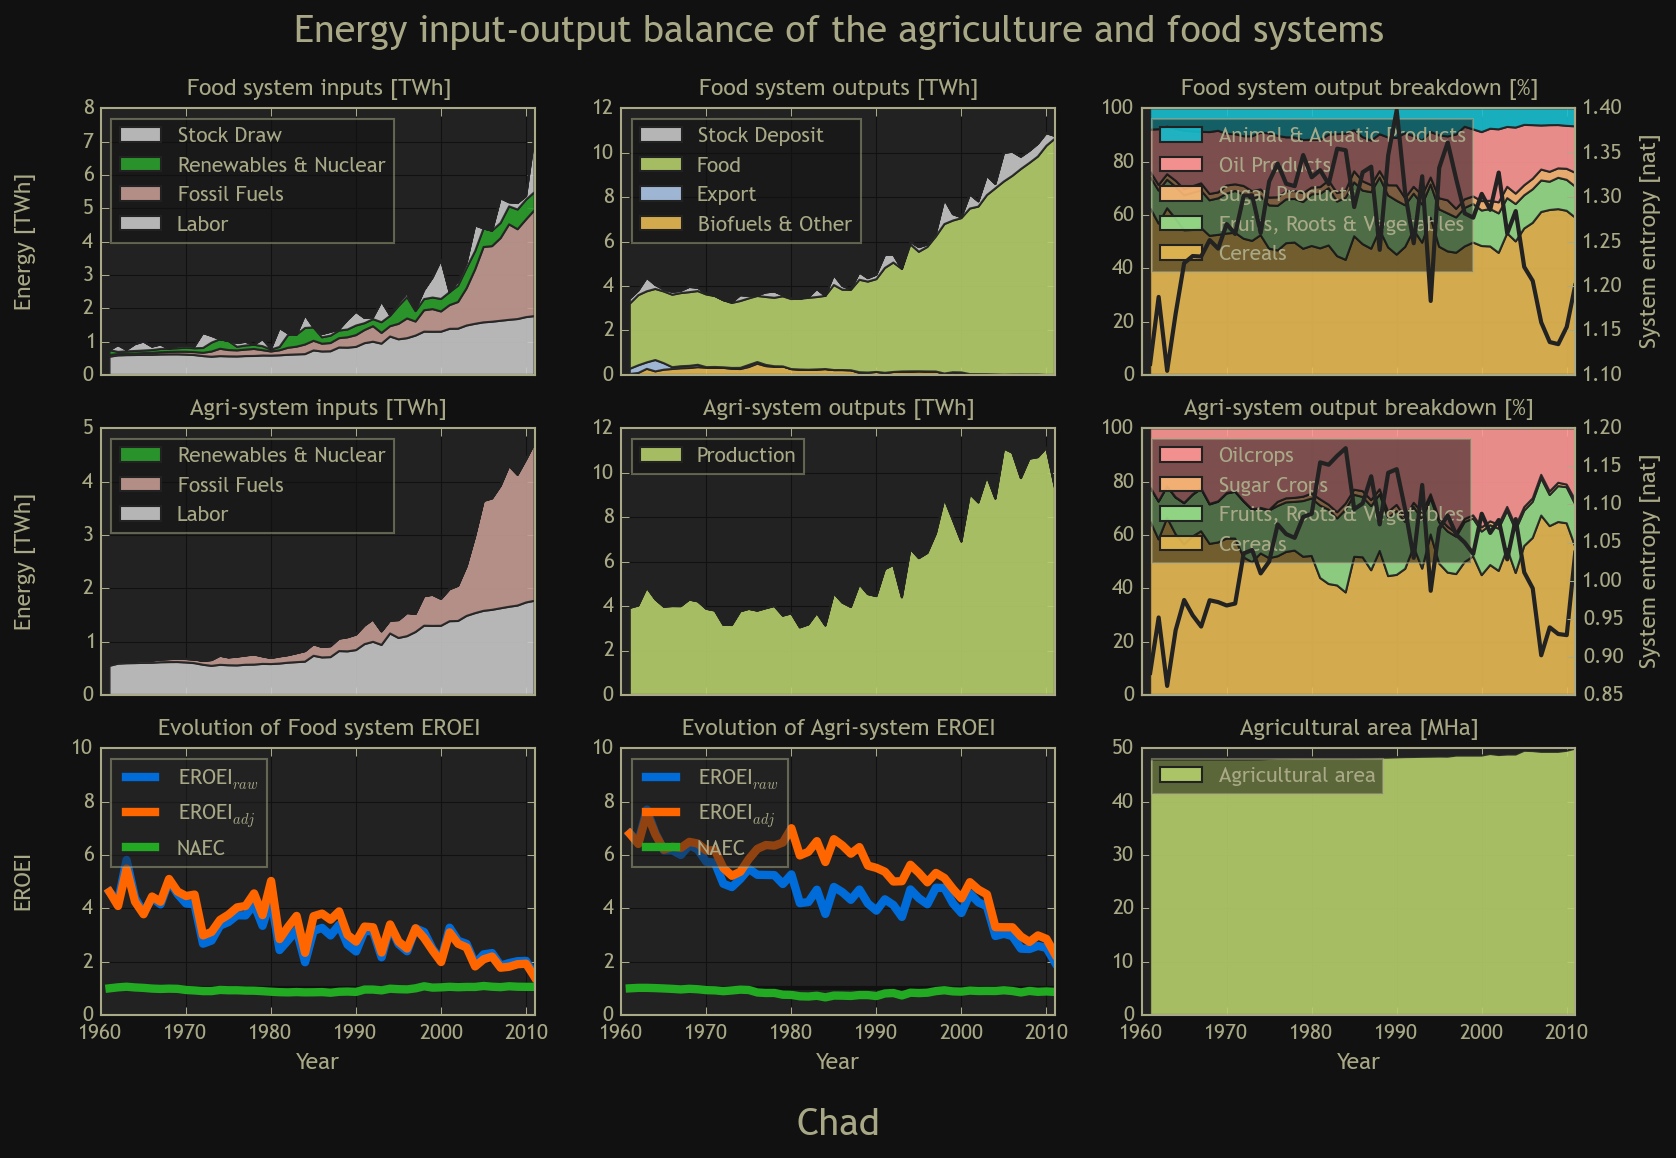 Energy input-output balance of the agriculture and food systems
Food system inputs [TWh]
Energy [TWh]
8
7
6
5
4
3
2
1
0
Stock Draw
Renewables & Nuclear
Fossil Fuels
Labor
Food system outputs [TWh]
12
10
8
6
4
2
0
Stock Deposit
Food
Export
Biofuels & Other
Food system output breakdown [%]
100
80
60
40
20
0
Animal & Aquatic Products
Oil Products
Sugar Products
Fruits, Roots & Vegetables
Cereals
1.40
1.35
1.30
1.25
1.20
1.15
1.10
System entropy [nat]
Agri-system inputs [TWh]
Energy [TWh]
5
4
3
2
1
0
Renewables & Nuclear
Fossil Fuels
Labor
Agri-system outputs [TWh]
12
10
8
6
4
2
0
Production
Agri-system output breakdown [%]
100
80
60
40
20
0
Oilcrops
Sugar Crops
Fruits, Roots & Vegetables
Cereals
1.20
1.15
1.10
1.05
1.00
0.95
0.90
0.85
System entropy [nat]
Evolution of Food system EROEI
EROEI
10
8
6
4
2
0
EROEI raw
EROEI adj
NAEC
1960 1970 1980 1990 2000 2010
Year
Evolution of Agri-system EROEI
10
8
6
4
2
0
EROEI raw
EROEI adj
NAEC
1960 1970 1980 1990 2000 2010
Year
Agricultural area [MHa]
50
40
30
20
10
0
Agricultural area
1960 1970 1980 1990 2000 2010
Year
Chad